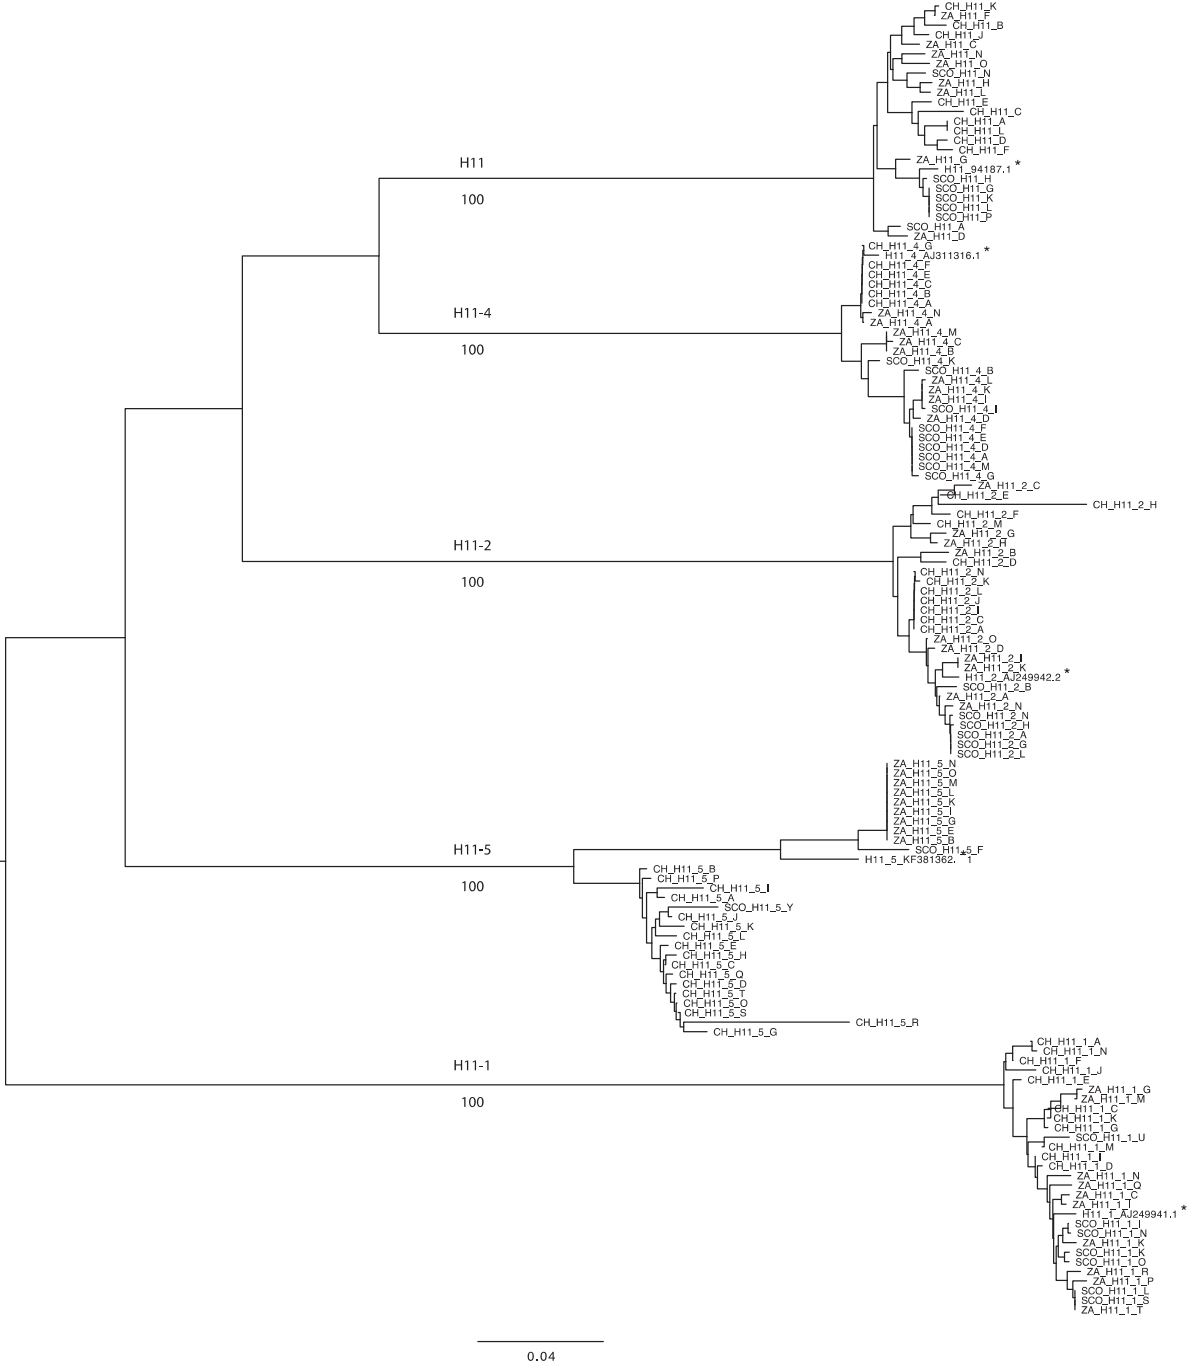 CH_H11_K
ZA_H11_F
CH_H11_B
CH_H11_J
ZA_H11_C
ZA_H11_N
ZA_H11_O
SCO_H11_N
ZA_H11_H
ZA_H11_L
CH_H11_E
CH_H11_C
CH_H11_A
CH_H11_L
CH_H11_D
CH_H11_F
ZA_H11_G
H11
H11_94187.1 *
SCO_H11_H
SCO_H11_G
SCO_H11_K
100
SCO_H11_L
SCO_H11_P
SCO_H11_A
ZA_H11_D
CH_H11_4_G
H11_4_AJ311316.1 *
CH_H11_4_F
CH_H11_4_E
CH_H11_4_C
CH_H11_4_B
CH_H11_4_A
H11-4
ZA_H11_4_N
ZA_H11_4_A
ZA_H11_4_M
ZA_H11_4_C
100
ZA_H11_4_B
SCO_H11_4_K
SCO_H11_4_B
ZA_H11_4_L
ZA_H11_4_K
ZA_H11_4_I
SCO_H11_4_I
ZA_H11_4_D
SCO_H11_4_F
SCO_H11_4_E
SCO_H11_4_D
SCO_H11_4_A
SCO_H11_4_M
SCO_H11_4_G
ZA_H11_2_C
CH_H11_2_E
CH_H11_2_H
CH_H11_2_F
CH_H11_2_M
ZA_H11_2_G
H11-2
ZA_H11_2_H
ZA_H11_2_B
CH_H11_2_D
CH_H11_2_N
100
CH_H11_2_K
CH_H11_2_L
CH_H11_2_J
CH_H11_2_I
CH_H11_2_C
CH_H11_2_A
ZA_H11_2_O
ZA_H11_2_D
ZA_H11_2_I
ZA_H11_2_K
H11_2_AJ249942.2 *
SCO_H11_2_B
ZA_H11_2_A
ZA_H11_2_N
SCO_H11_2_N
SCO_H11_2_H
SCO_H11_2_A
SCO_H11_2_G
SCO_H11_2_L
ZA_H11_5_N
ZA_H11_5_O
ZA_H11_5_M
ZA_H11_5_L
ZA_H11_5_K
ZA_H11_5_I
ZA_H11_5_G
ZA_H11_5_E
ZA_H11_5_B
H11-5
SCO_H11_5_F
H11_5_KF381362.*1
CH_H11_5_B
CH_H11_5_P
100
CH_H11_5_I
CH_H11_5_A
SCO_H11_5_Y
CH_H11_5_J
CH_H11_5_K
CH_H11_5_L
CH_H11_5_E
CH_H11_5_H
CH_H11_5_C
CH_H11_5_Q
CH_H11_5_D
CH_H11_5_T
CH_H11_5_O
CH_H11_5_S
CH_H11_5_R
CH_H11_5_G
CH_H11_1_A
CH_H11_1_N
CH_H11_1_F
H11-1
CH_H11_1_J
CH_H11_1_E
ZA_H11_1_G
ZA_H11_1_M
100
CH_H11_1_C
CH_H11_1_K
CH_H11_1_G
SCO_H11_1_U
CH_H11_1_M
CH_H11_1_I
CH_H11_1_D
ZA_H11_1_N
ZA_H11_1_Q
ZA_H11_1_C
ZA_H11_1_I
H11_1_AJ249941.1 *
SCO_H11_1_I
SCO_H11_1_N
ZA_H11_1_K
SCO_H11_1_K
SCO_H11_1_O
ZA_H11_1_R
ZA_H11_1_P
SCO_H11_1_L
SCO_H11_1_S
ZA_H11_1_T
0.04